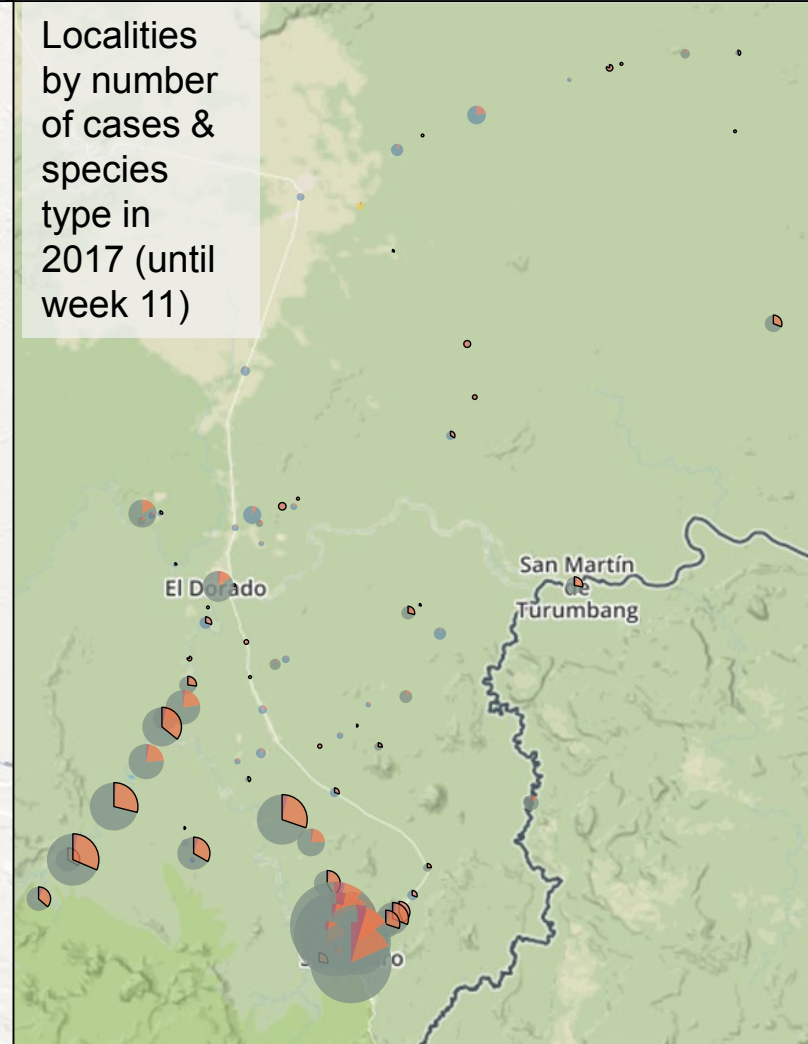 Localities
by number
of cases &
species
type in
2017 (until
week 11)
El Dorado
San Martín
de
Turumbang